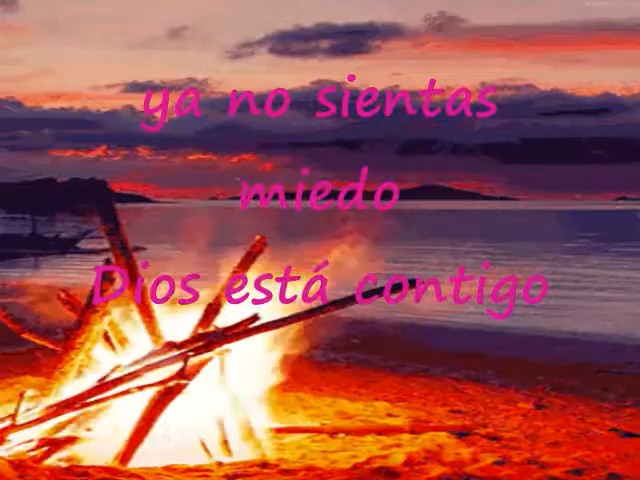 ya no sientas
miedo
Dios está contigo